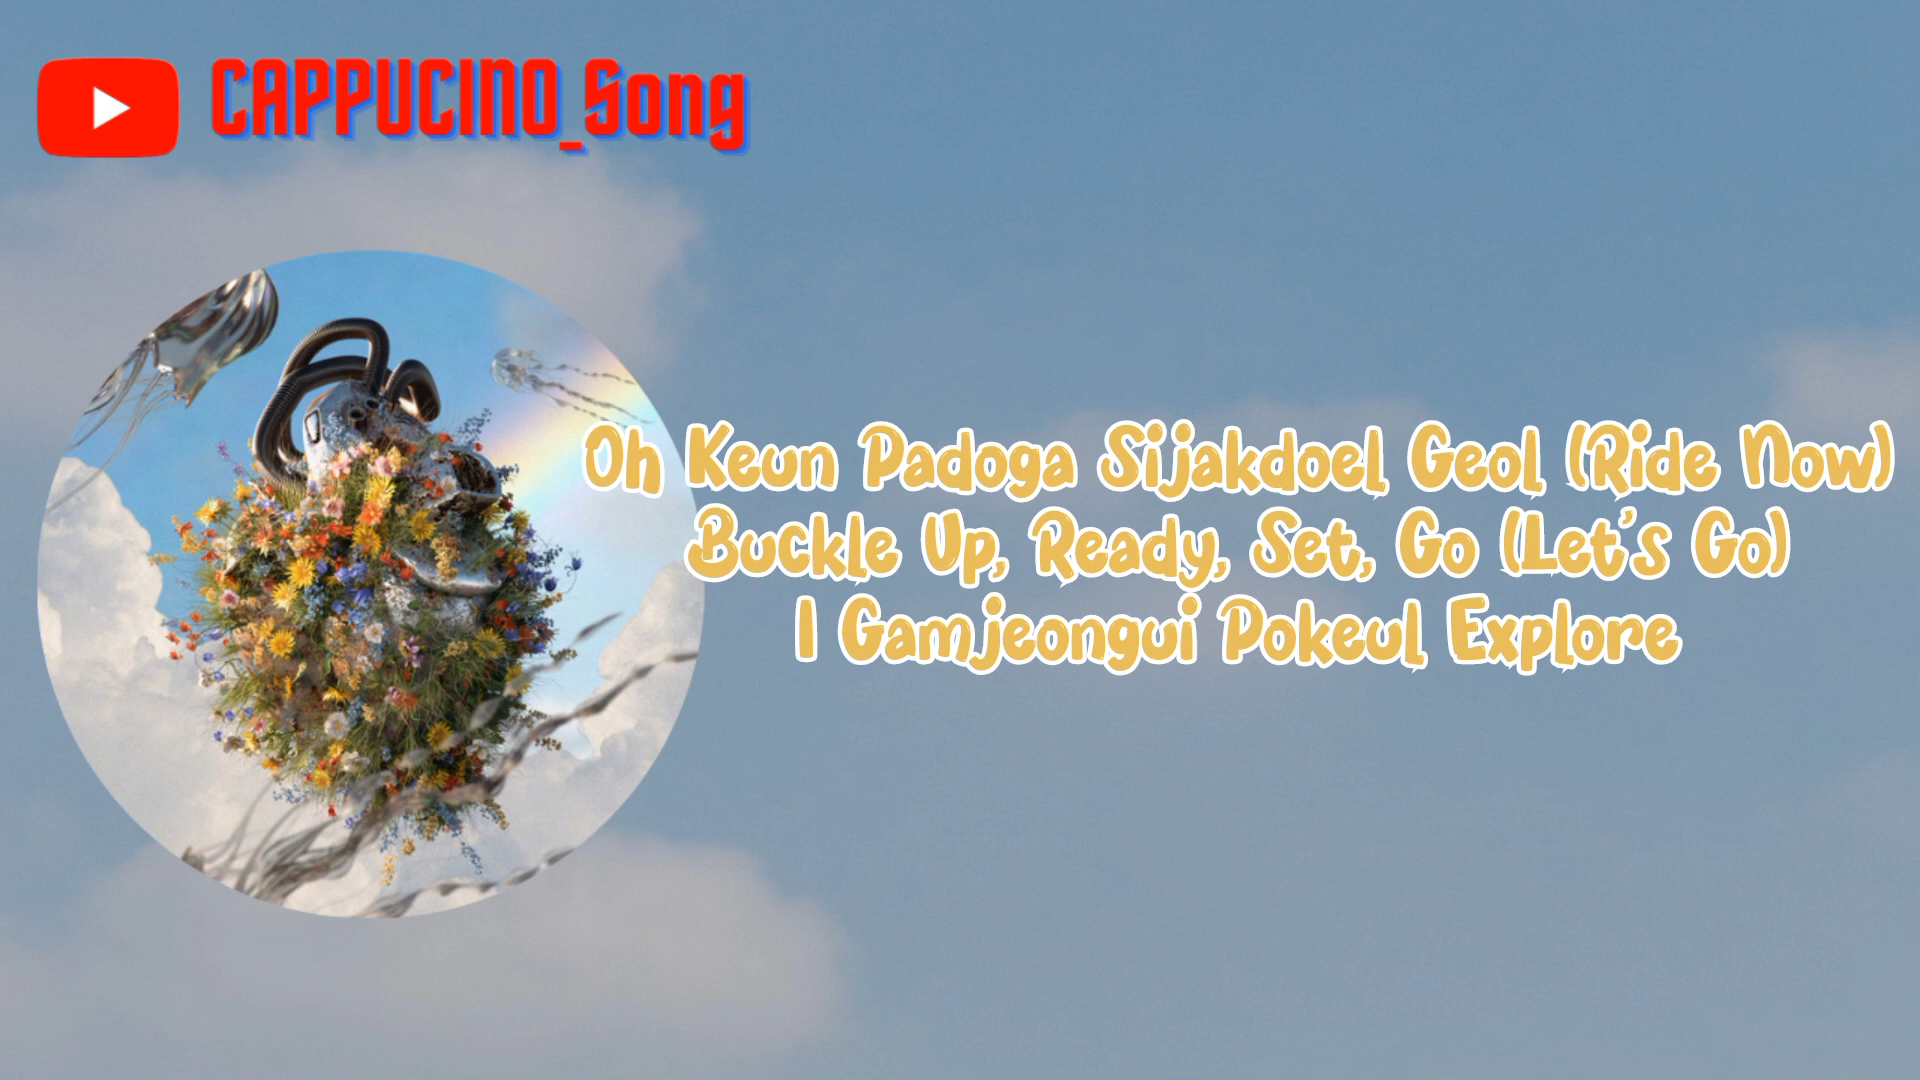 CAPPUCINO_Song
Oh Keun Padoga Sijakdoel Geol (Ride Now)
Buckle Up, Ready, Set, Go (Let's Go)
I Gamjeongui Pokeul Explore